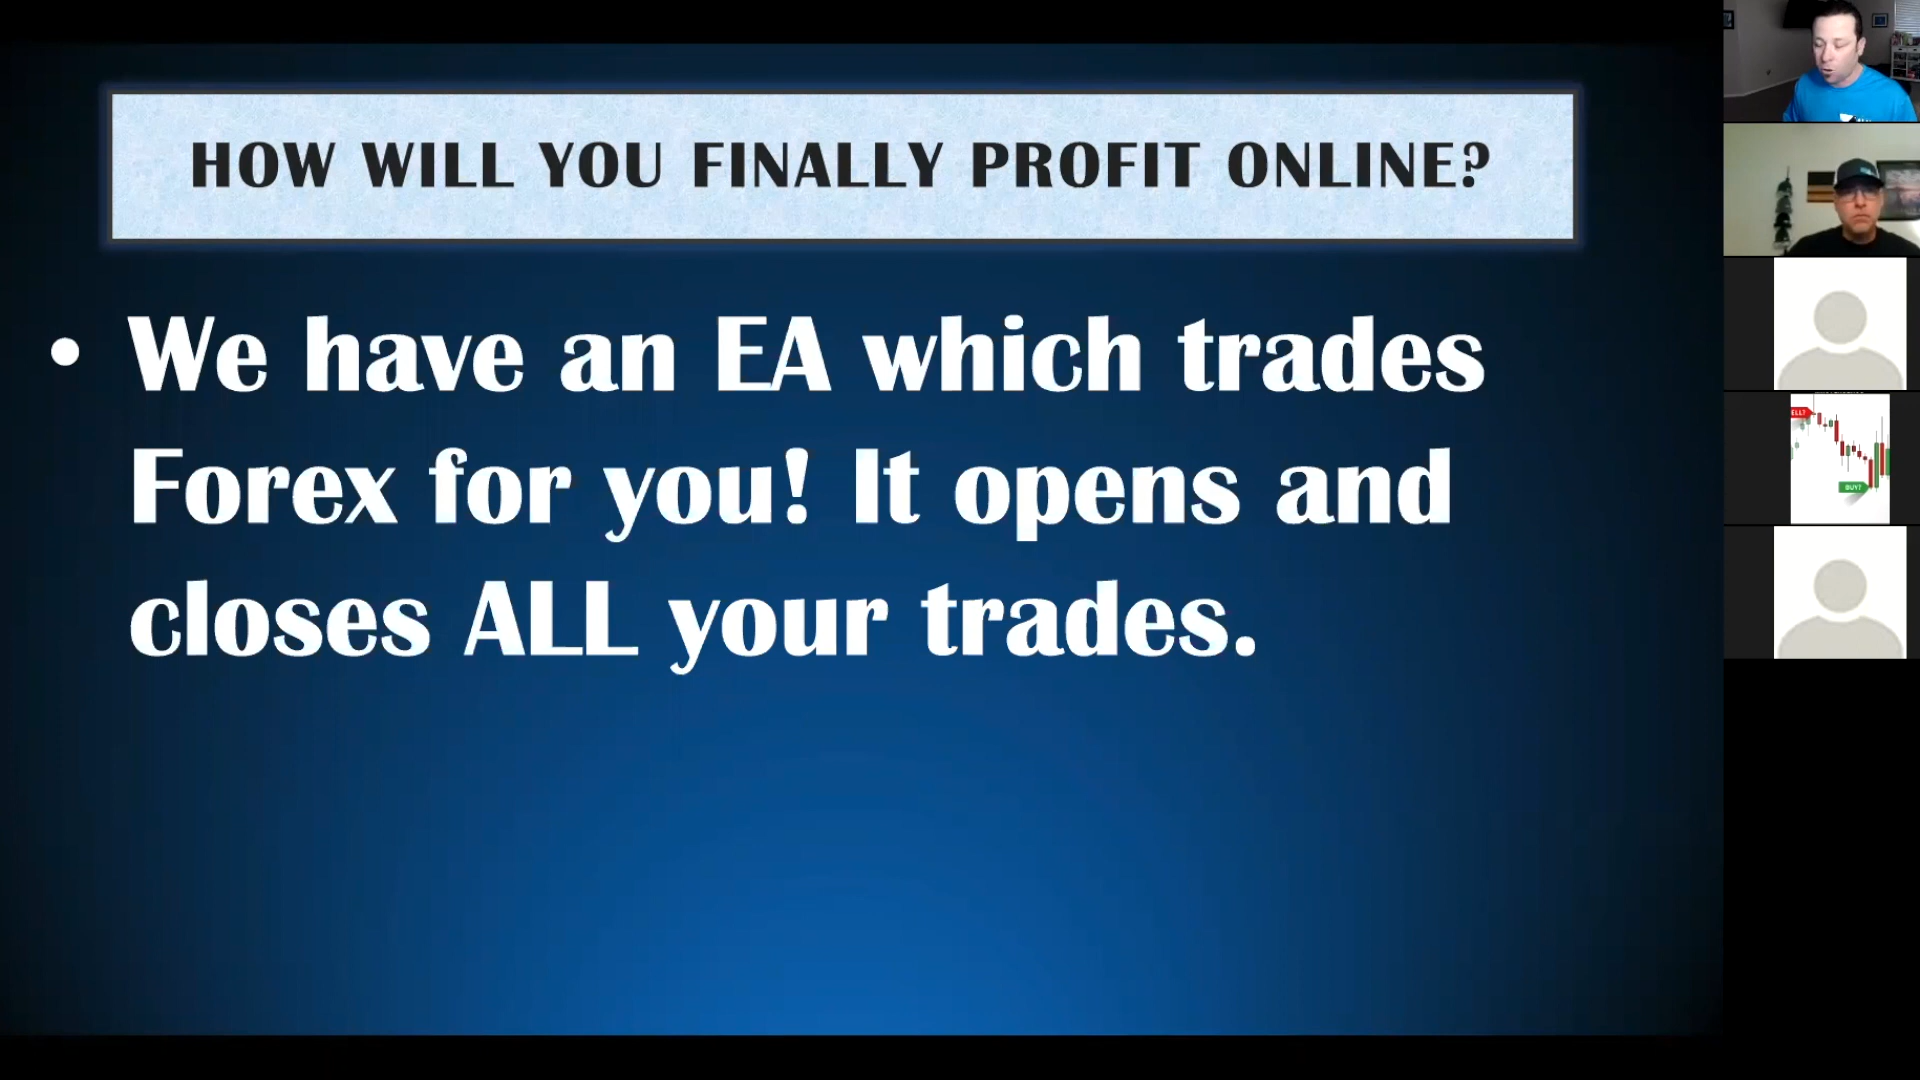 HOW WILL YOU FINALLY PROFIT ONLINE?
• We have an EA which trades
Forex for you! It opens and
closes ALL your trades.
BUY?